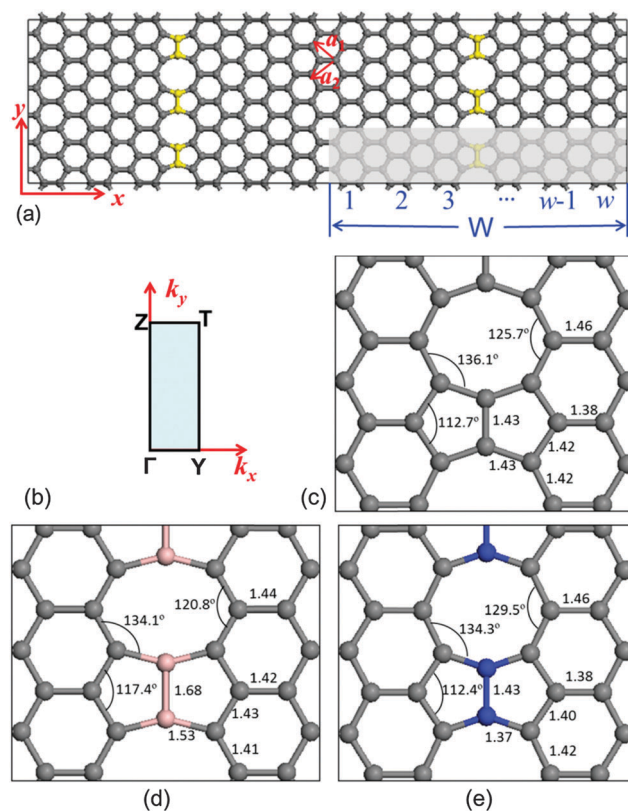 a1
a2
y
x
(a)
1 2 3 ... w-1 w
W
ky
Z T
Γ Y kx
(b)
125.7° 1.46
136.1°
1.38
112.7° 1.43
1.42
1.43
1.42
(c)
120.8° 1.44
134.1°
1.42
117.4° 1.68
1.43
1.53 1.41
(d)
129.5° 1.46
134.3°
1.38
112.4° 1.43
1.40
1.37 1.42
(e)